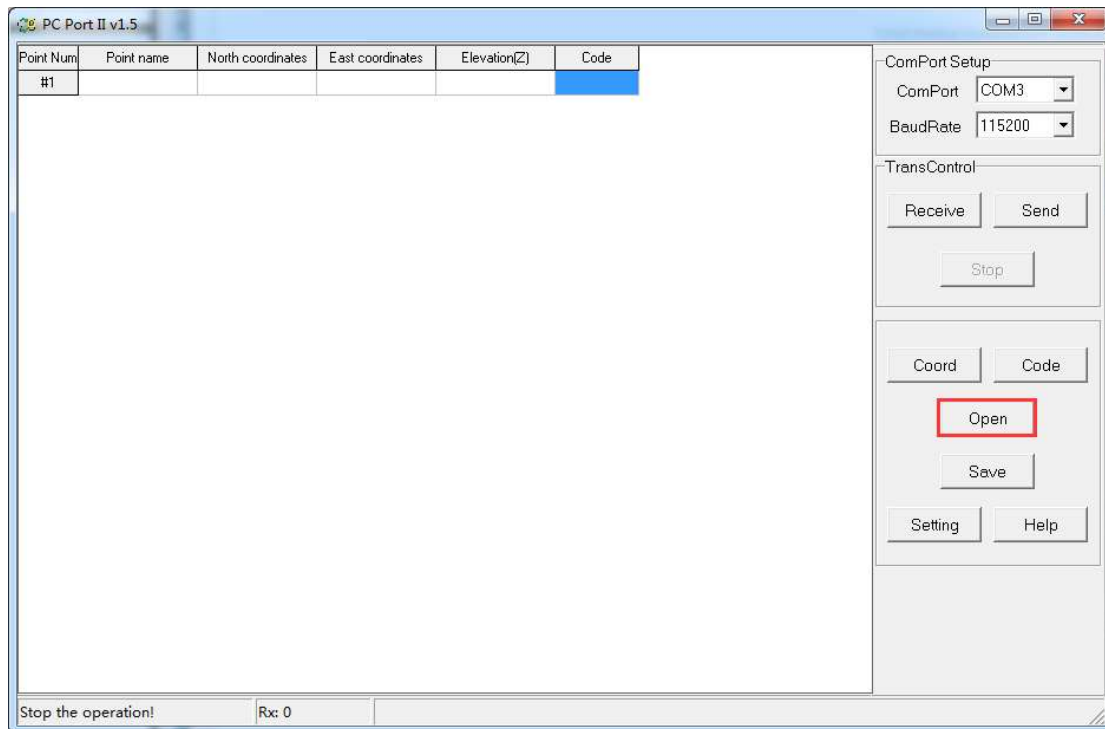 PC Port II v1.5
Point Num Point name North coordinates East coordinates Elevation(Z) Code
#1
ComPort Setup
ComPort COM3
BaudRate 115200
TransControl
Receive Send
Stop
Coord Code
Open
Save
Setting Help
Stop the operation! Rx: 0